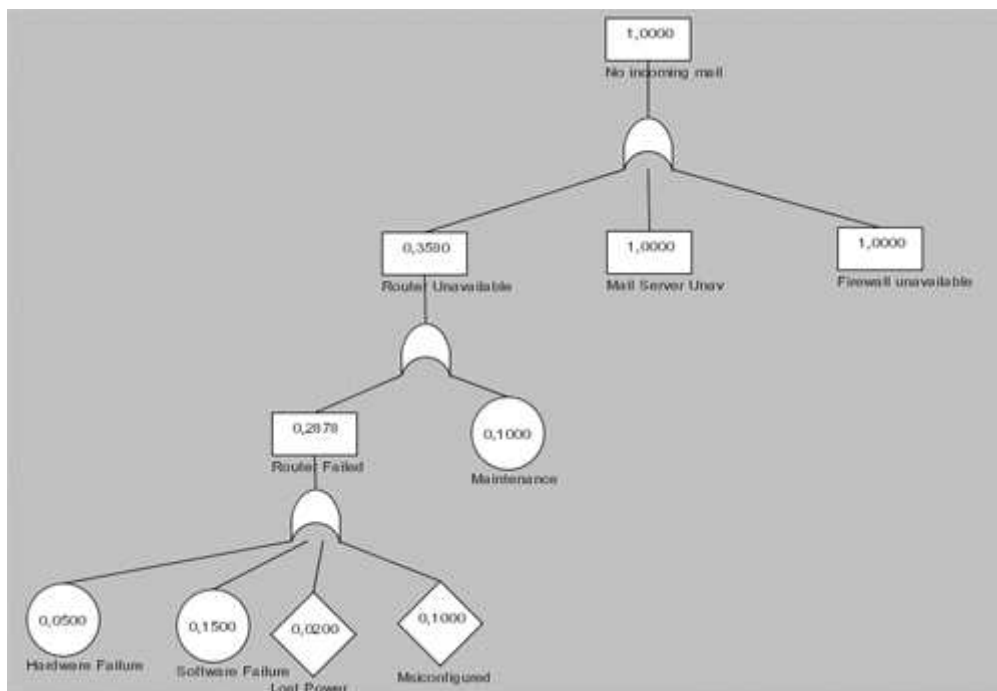 1,0000
No incoming mail
0,3590
Router Unavailable
1,0000
Mail Server Unav
1,0000
Firewall unavailable
0,2878
Router Failed
0,1000
Maintenance
0,0500
Hardware Failure
0,1500
Software Failure
0,0200
Lost Power
0,1000
Misconfigured